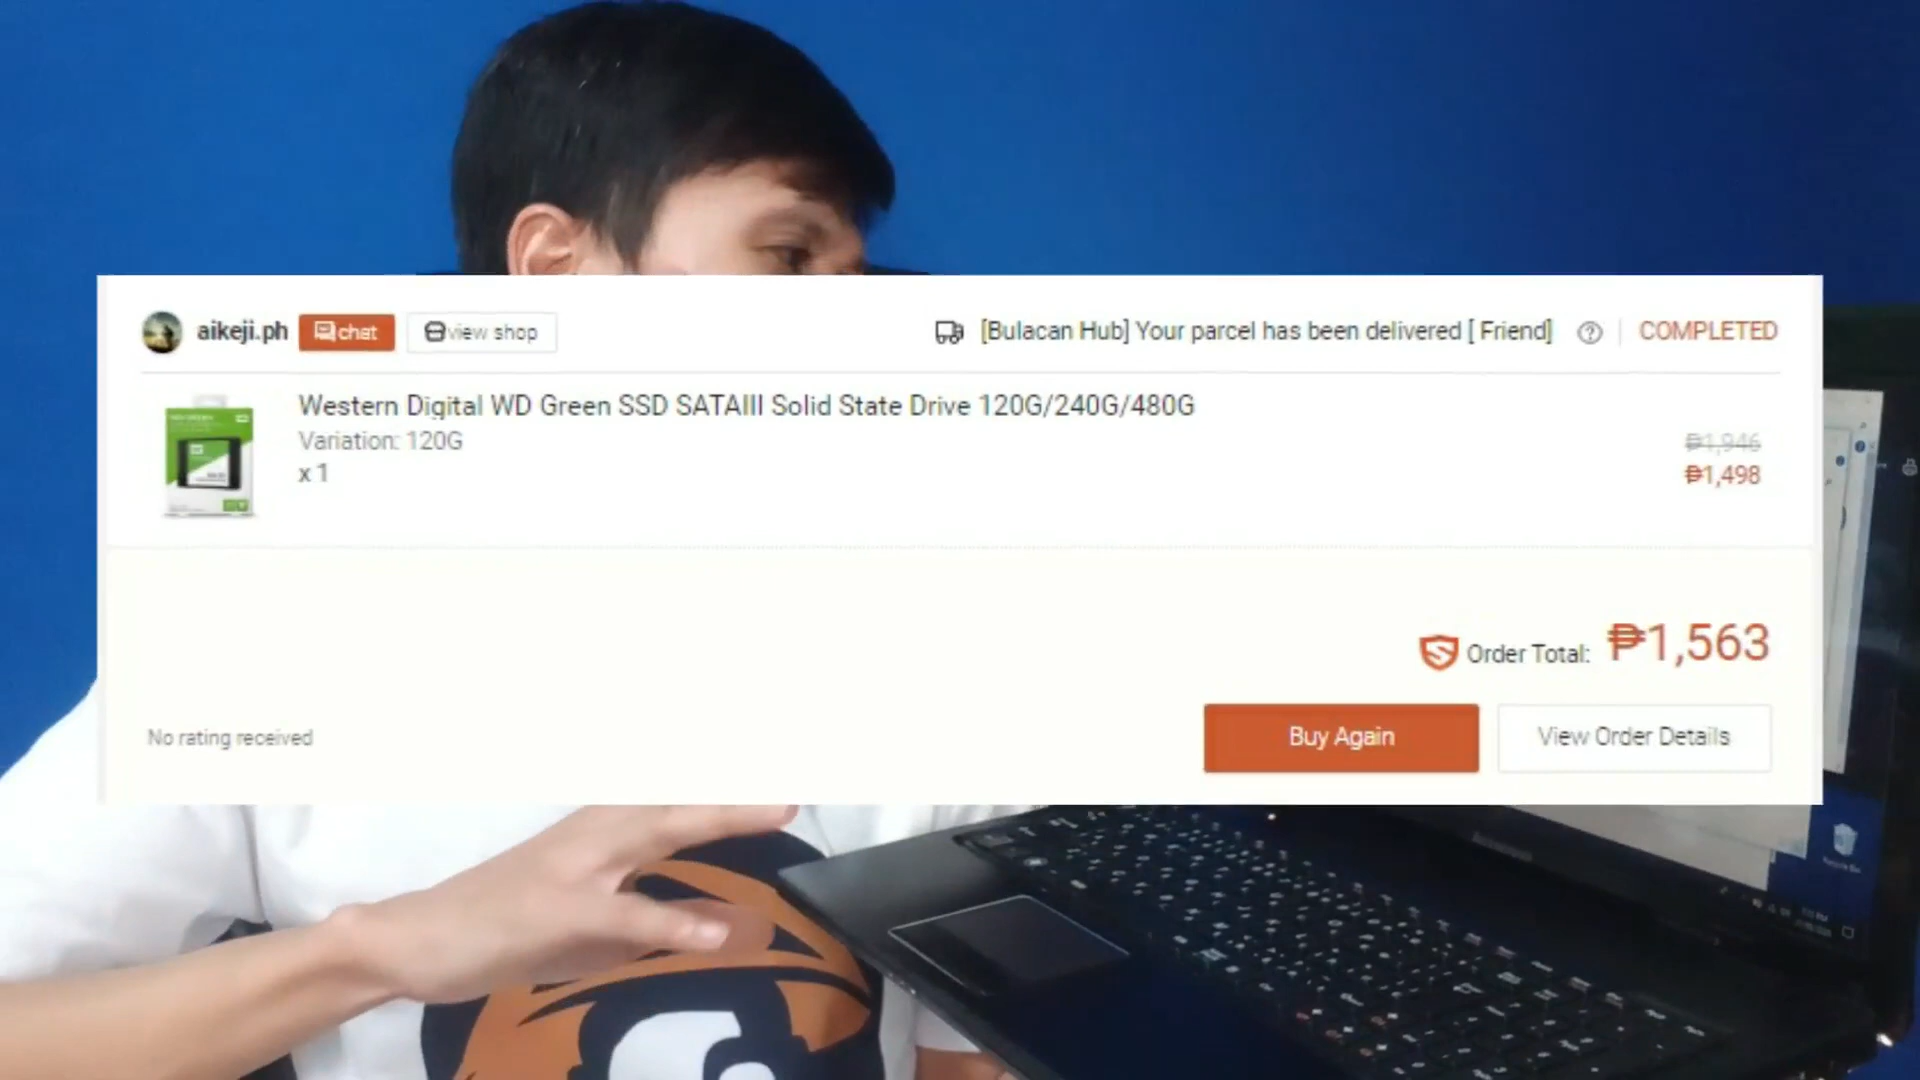 aikeji.ph chat view shop [Bulacan Hub] Your parcel has been delivered [ Friend] COMPLETED
Western Digital WD Green SSD SATAIII Solid State Drive 120G/240G/480G
Variation: 120G
₱1,946
x 1
₱1,498
Order Total: ₱1,563
No rating received
Buy Again
View Order Details